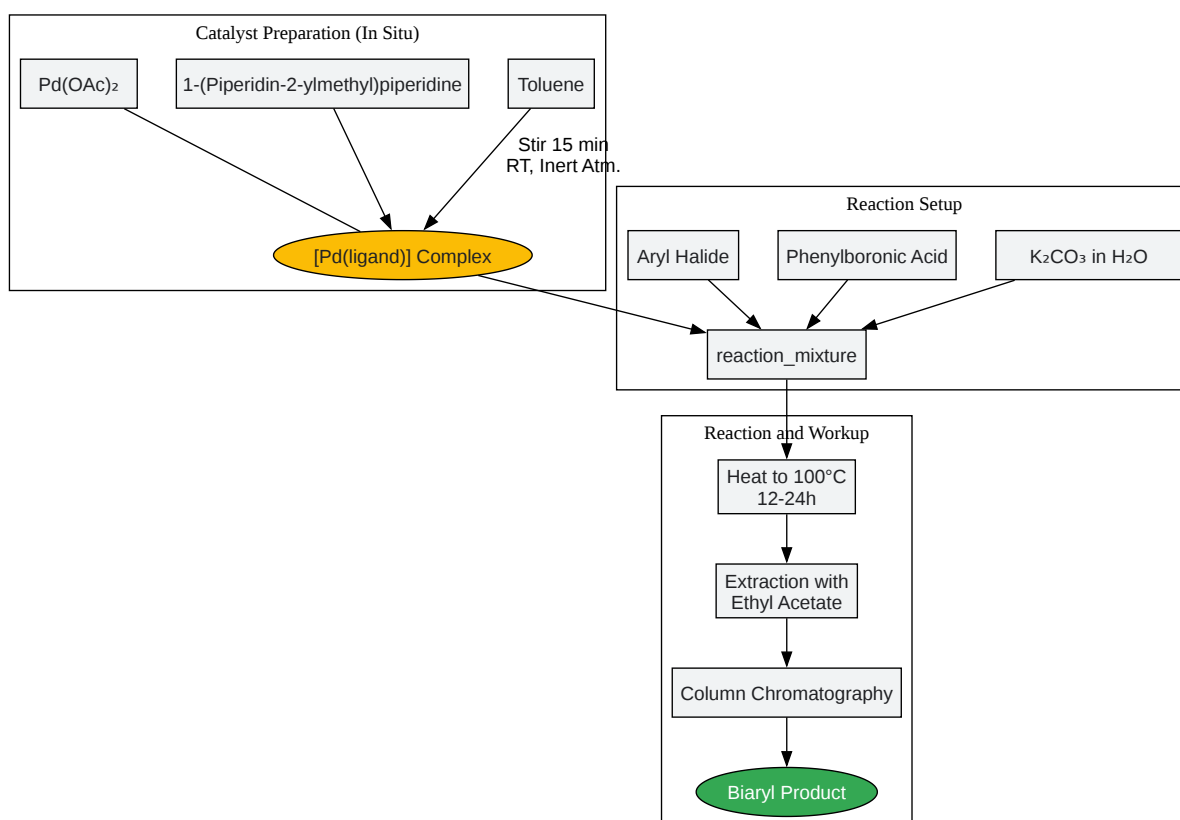 Catalyst Preparation (In Situ)
Pd(OAc)₂
1-(Piperidin-2-ylmethyl)piperidine
Toluene
Stir 15 min
RT, Inert Atm.
[Pd(ligand)] Complex
Reaction Setup
Aryl Halide
Phenylboronic Acid
K₂CO₃ in H₂O
reaction_mixture
Reaction and Workup
Heat to 100°C
12-24h
Extraction with
Ethyl Acetate
Column Chromatography
Biaryl Product